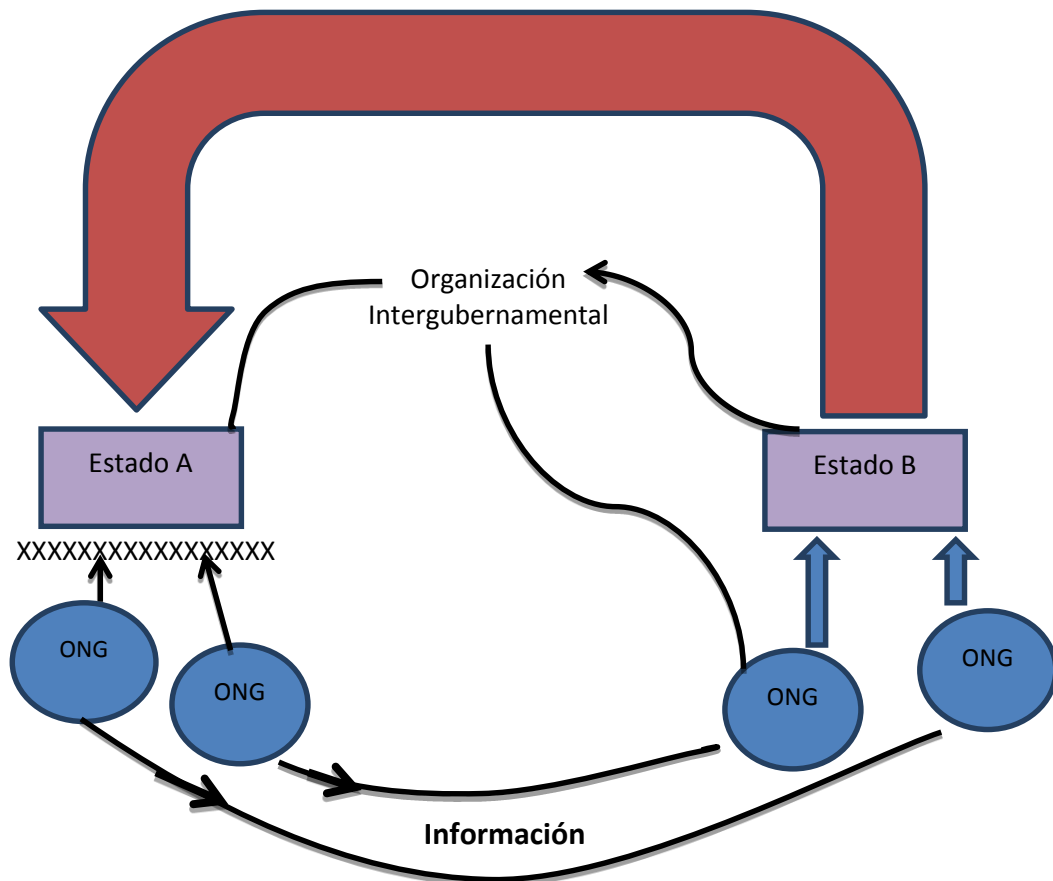 Organización
Intergubernamental
Estado A
Estado B
XXXXXXXXXXXXXXXXX
ONG
ONG
ONG
ONG
Información